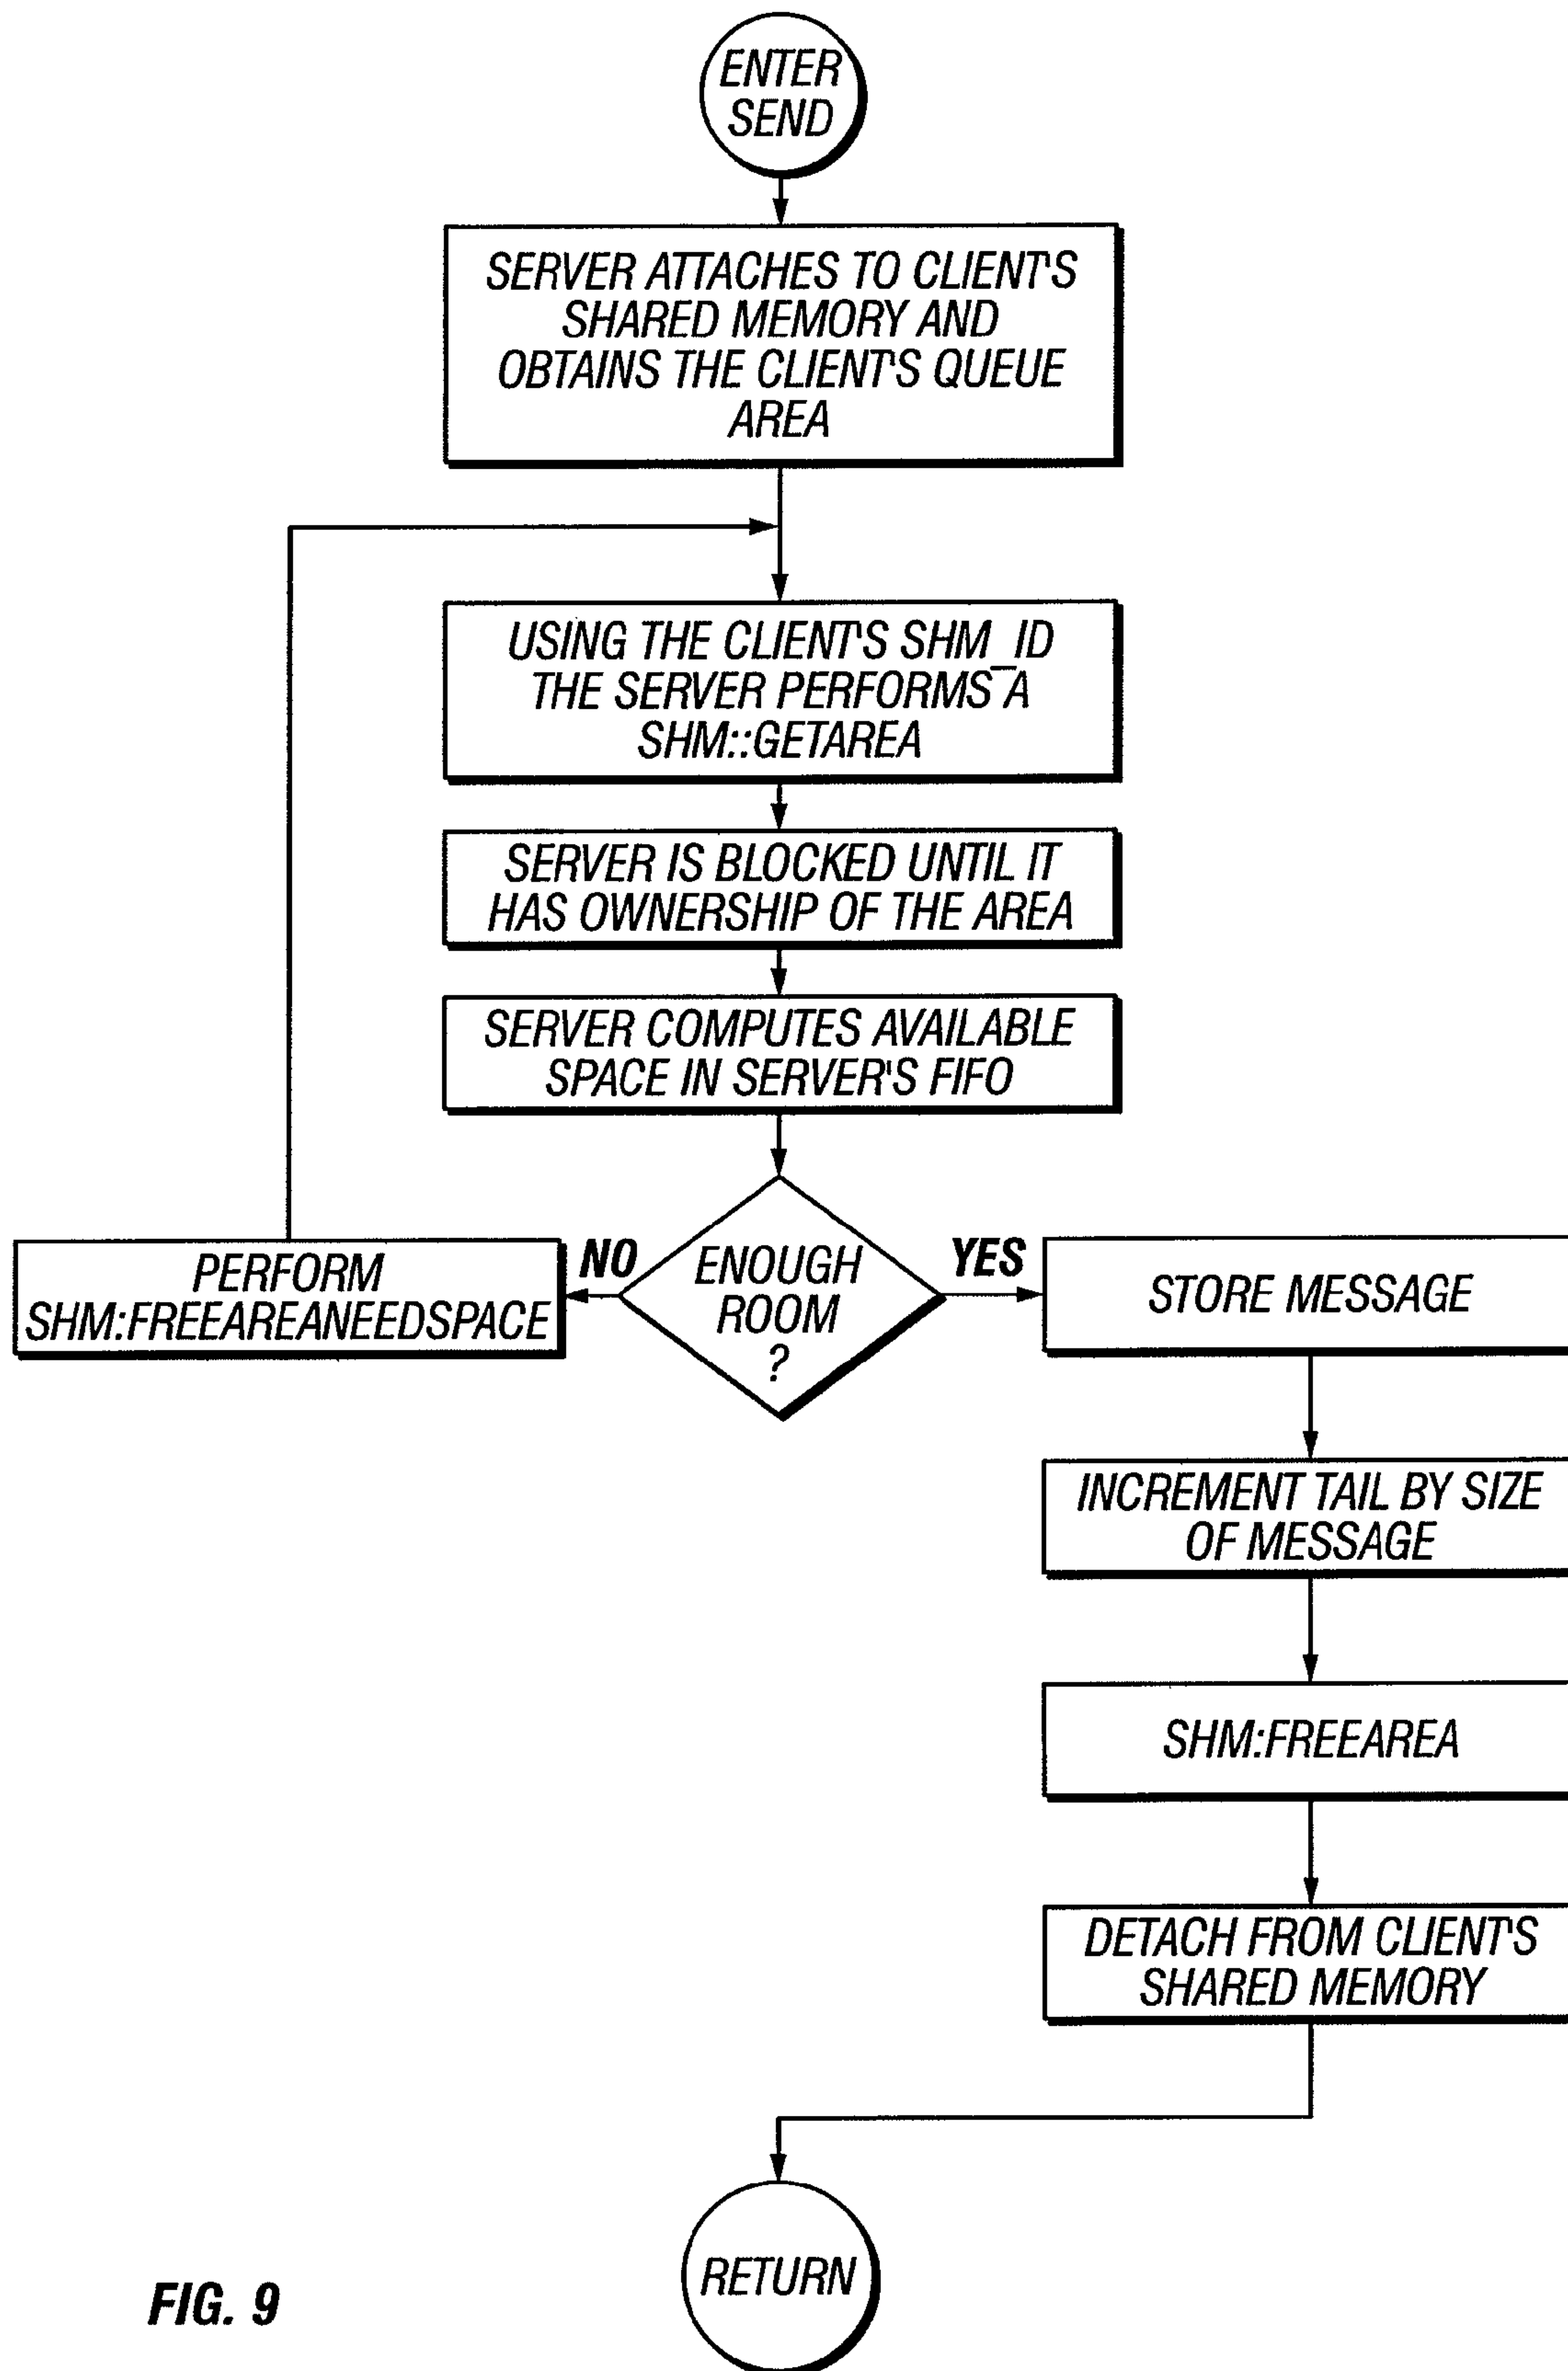 ENTER
SEND
SERVER ATTACHES TO CLIENT'S
SHARED MEMORY AND
OBTAINS THE CLIENT'S QUEUE
AREA
USING THE CLIENT'S SHM_ID
THE SERVER PERFORMS A
SHM::GETAREA
SERVER IS BLOCKED UNTIL IT
HAS OWNERSHIP OF THE AREA
SERVER COMPUTES AVAILABLE
SPACE IN SERVER'S FIFO
ENOUGH
ROOM
?
NO
PERFORM
SHM:FREEAREANEEDSPACE
YES
STORE MESSAGE
INCREMENT TAIL BY SIZE
OF MESSAGE
SHM:FREEAREA
DETACH FROM CLIENT'S
SHARED MEMORY
RETURN
FIG. 9